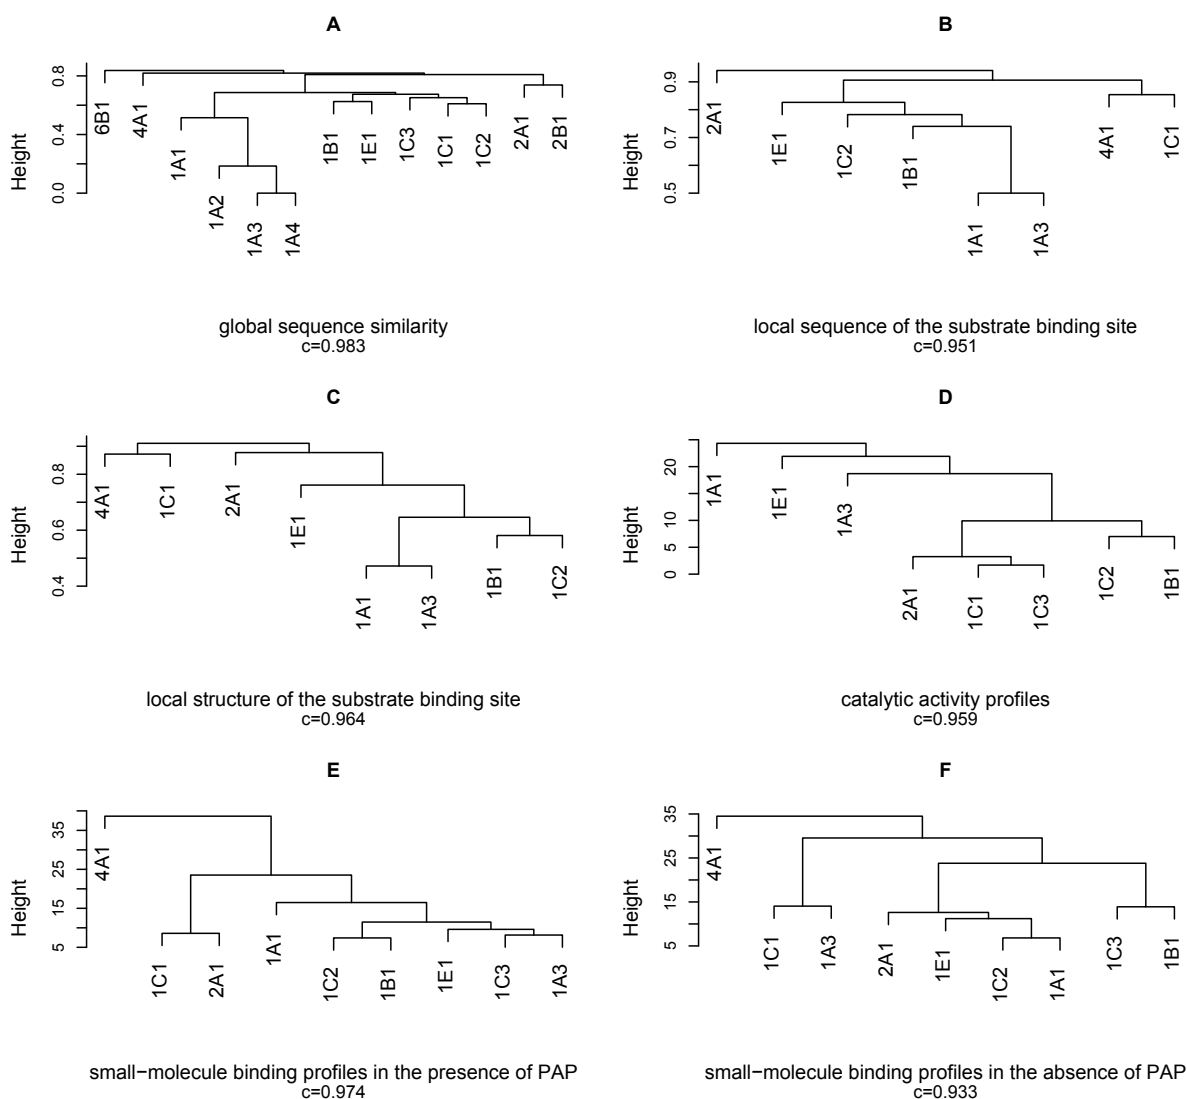 A
Height
0.0 0.4 0.8
6B1 4A1 1A1 1A2 1A3 1A4 1B1 1E1 1C3 1C1 1C2 2A1 2B1
global sequence similarity
c=0.983
B
Height
0.5 0.7 0.9
2A1 1E1 1C2 1B1 1A1 1A3 4A1 1C1
local sequence of the substrate binding site
c=0.951
C
Height
0.4 0.6 0.8
4A1 1C1 2A1 1E1 1A1 1A3 1B1 1C2
local structure of the substrate binding site
c=0.964
D
Height
0 5 10 20
1A1 1E1 1A3 2A1 1C1 1C3 1C2 1B1
catalytic activity profiles
c=0.959
E
Height
5 15 25 35
4A1 1C1 2A1 1A1 1C2 1B1 1E1 1C3 1A3
small−molecule binding profiles in the presence of PAP
c=0.974
F
Height
5 15 25 35
4A1 1C1 1A3 2A1 1E1 1C2 1A1 1C3 1B1
small−molecule binding profiles in the absence of PAP
c=0.933